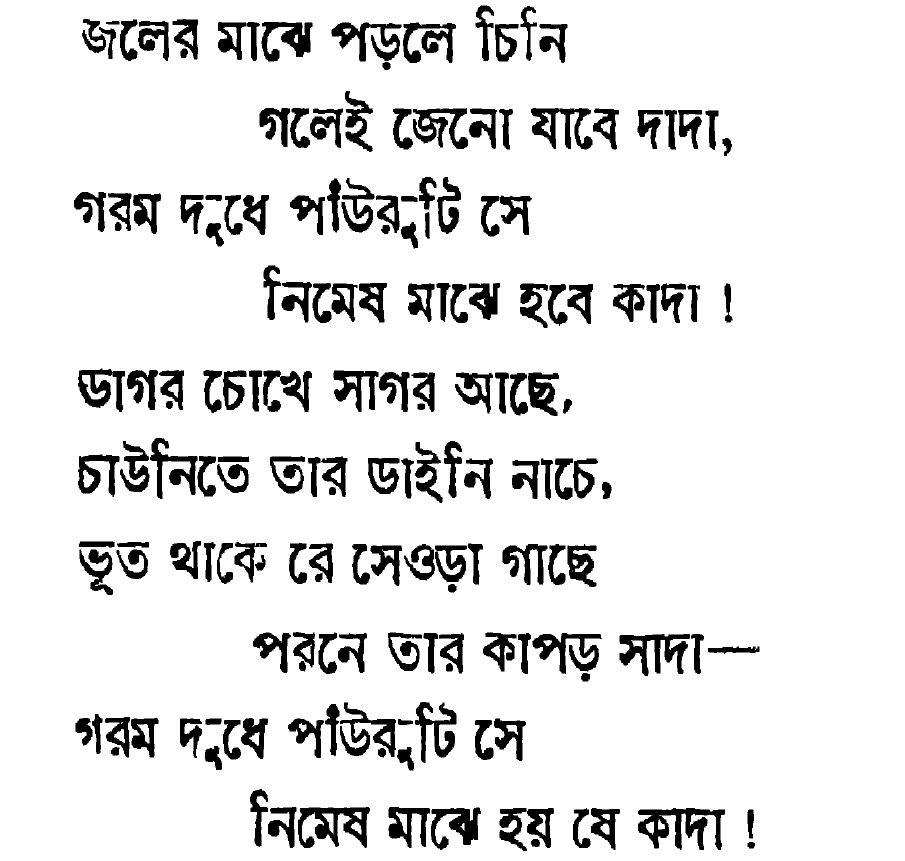 জলের মাঝে পড়লে চিনি
গলেই জেনো যাবে দাদা,
গরম দুধে পাঁউরুটি সে
নিমেষ মাঝে হবে কাদা !
ডাগর চোখে সাগর আছে,
চাউনিতে তার ডাইনি নাচে,
ভূত থাকে রে সেওড়া গাছে
পরনে তার কাপড় সাদা—
গরম দুধে পাঁউরুটি সে
নিমেষ মাঝে হয় যে কাদা !